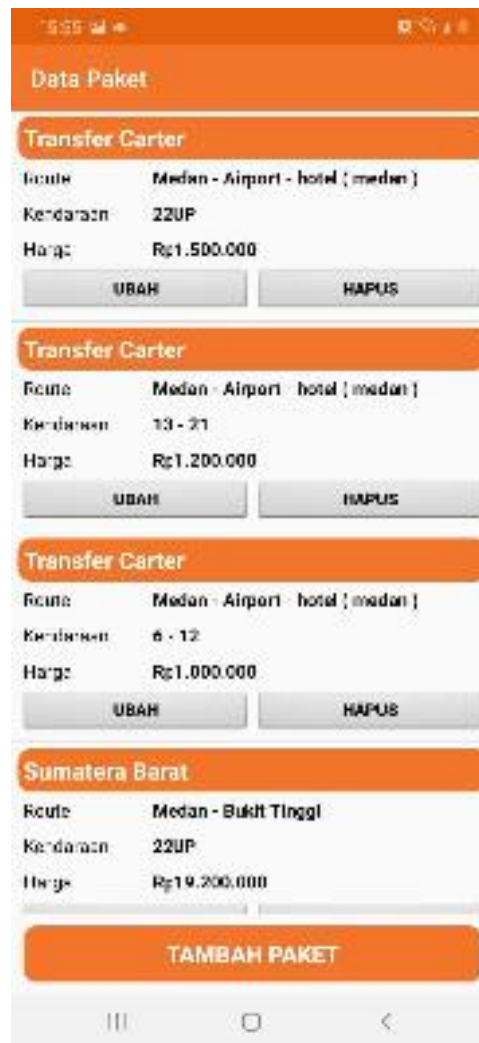 15:55
Data Paket
Transfer Carter
Route Medan - Airport - hotel ( medan )
Kendaraan 22UP
Harga Rp1.500.000
UBAH HAPUS
Transfer Carter
Route Medan - Airport - hotel ( medan )
Kendaraan 13 - 21
Harga Rp1.200.000
UBAH HAPUS
Transfer Carter
Route Medan - Airport - hotel ( medan )
Kendaraan 6 - 12
Harga Rp1.000.000
UBAH HAPUS
Sumatera Barat
Route Medan - Bukit Tinggi
Kendaraan 22UP
Harga Rp19.200.000
TAMBAH PAKET